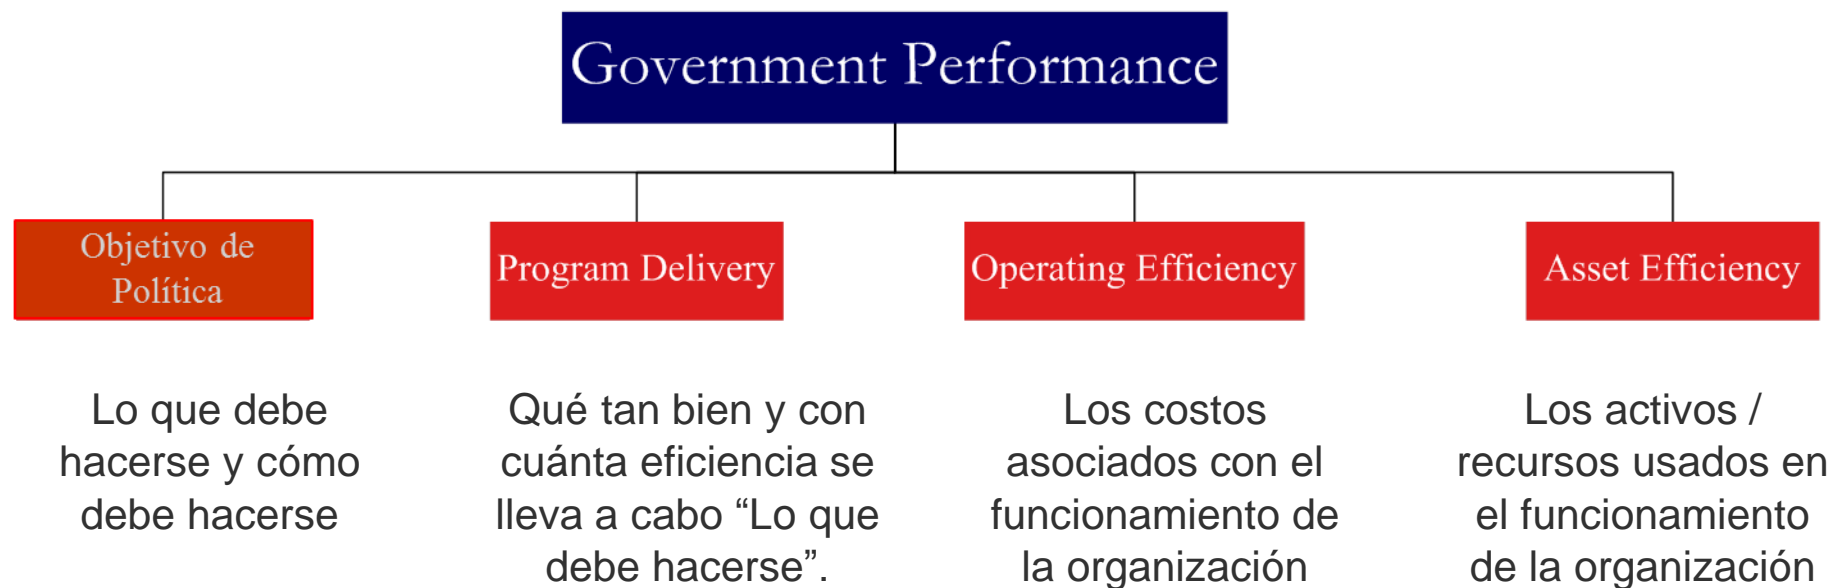 Government Performance
Objetivo de
Política
Program Delivery
Operating Efficiency
Asset Efficiency
Lo que debe
hacerse y cómo
debe hacerse
Qué tan bien y con
cuánta eficiencia se
lleva a cabo “Lo que
debe hacerse”.
Los costos
asociados con el
funcionamiento de
la organización
Los activos /
recursos usados en
el funcionamiento
de la organización